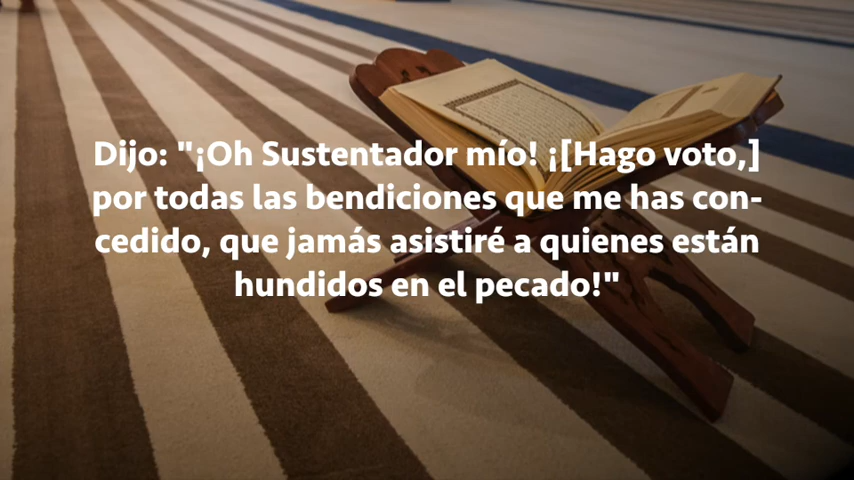 Dijo: "¡Oh Sustentador mío! ¡[Hago voto,]
por todas las bendiciones que me has con-
cedido, que jamás asistiré a quienes están
hundidos en el pecado!"